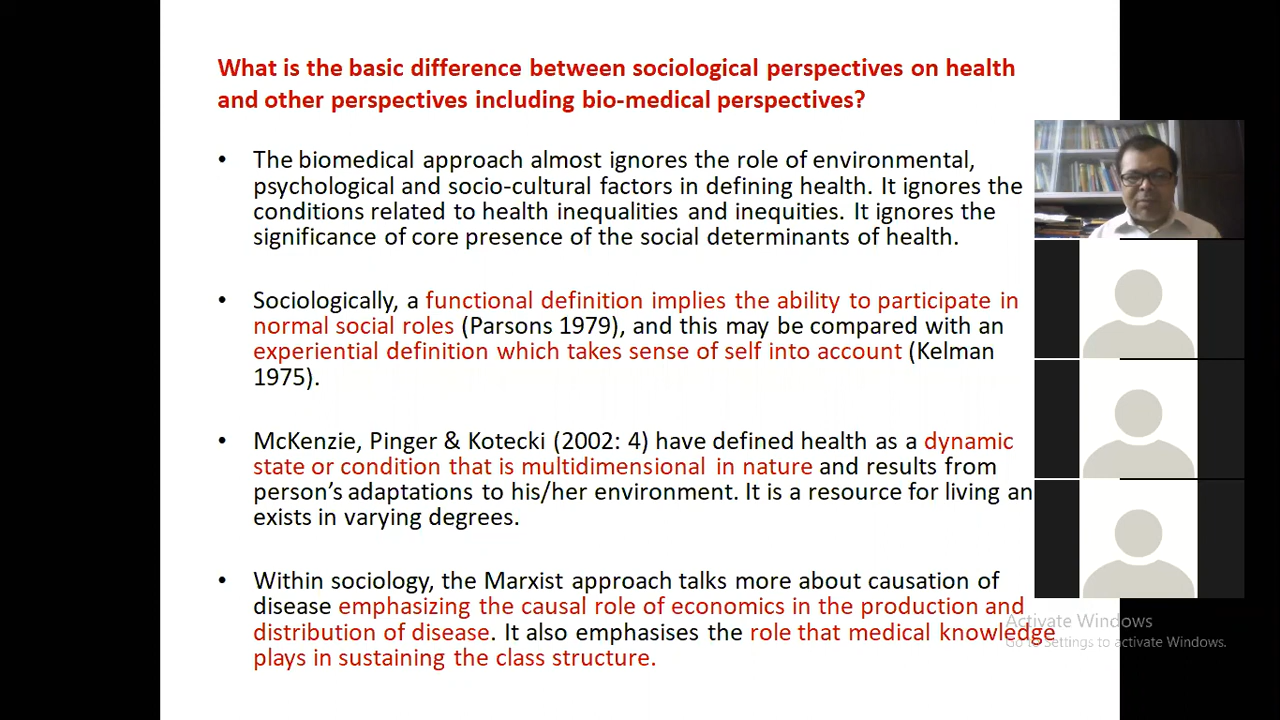 What is the basic difference between sociological perspectives on health
and other perspectives including bio-medical perspectives?
• The biomedical approach almost ignores the role of environmental,
psychological and socio-cultural factors in defining health. It ignores the
conditions related to health inequalities and inequities. It ignores the
significance of core presence of the social determinants of health.
• Sociologically, a functional definition implies the ability to participate in
normal social roles (Parsons 1979), and this may be compared with an
experiential definition which takes sense of self into account (Kelman
1975).
• McKenzie, Pinger & Kotecki (2002: 4) have defined health as a dynamic
state or condition that is multidimensional in nature and results from
person's adaptations to his/her environment. It is a resource for living an
exists in varying degrees.
• Within sociology, the Marxist approach talks more about causation of
disease emphasizing the causal role of economics in the production and
distribution of disease. It also emphasises the role that medical knowledge
plays in sustaining the class structure.
Activate Windows
Go to Settings to activate Windows.